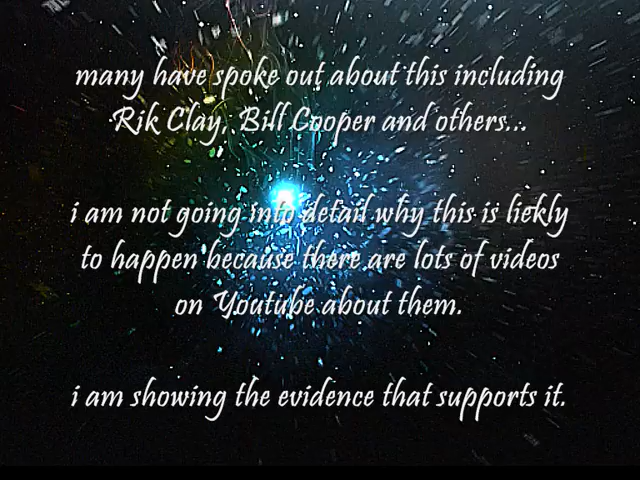 many have spoke out about this including
Rik Clay, Bill Cooper and others...
i am not going into detail why this is liekly
to happen because there are lots of videos
on Youtube about them.
i am showing the evidence that supports it.